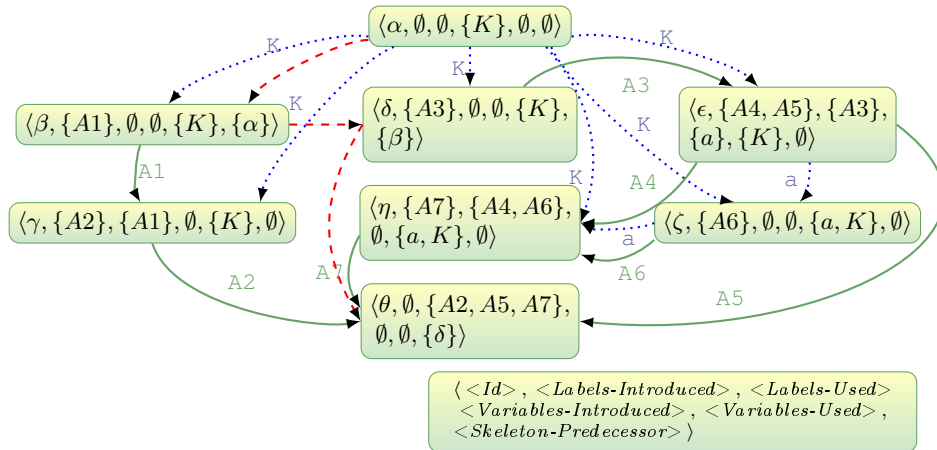 ⟨α, ∅, ∅, {K}, ∅, ∅⟩
K
K
K
A3
⟨β, {A1}, ∅, ∅, {K}, {α}⟩
K
⟨δ, {A3}, ∅, ∅, {K},
{β}⟩
K
⟨ϵ, {A4, A5}, {A3},
{a}, {K}, ∅⟩
A1
K
A4
a
⟨γ, {A2}, {A1}, ∅, {K}, ∅⟩
⟨η, {A7}, {A4, A6},
∅, {a, K}, ∅⟩
a
⟨ζ, {A6}, ∅, ∅, {a, K}, ∅⟩
A2
A7
A6
A5
⟨θ, ∅, {A2, A5, A7},
∅, ∅, {δ}⟩
⟨ <Id> , <Labels-Introduced> , <Labels-Used>
<Variables-Introduced> , <Variables-Used> ,
<Skeleton-Predecessor> ⟩